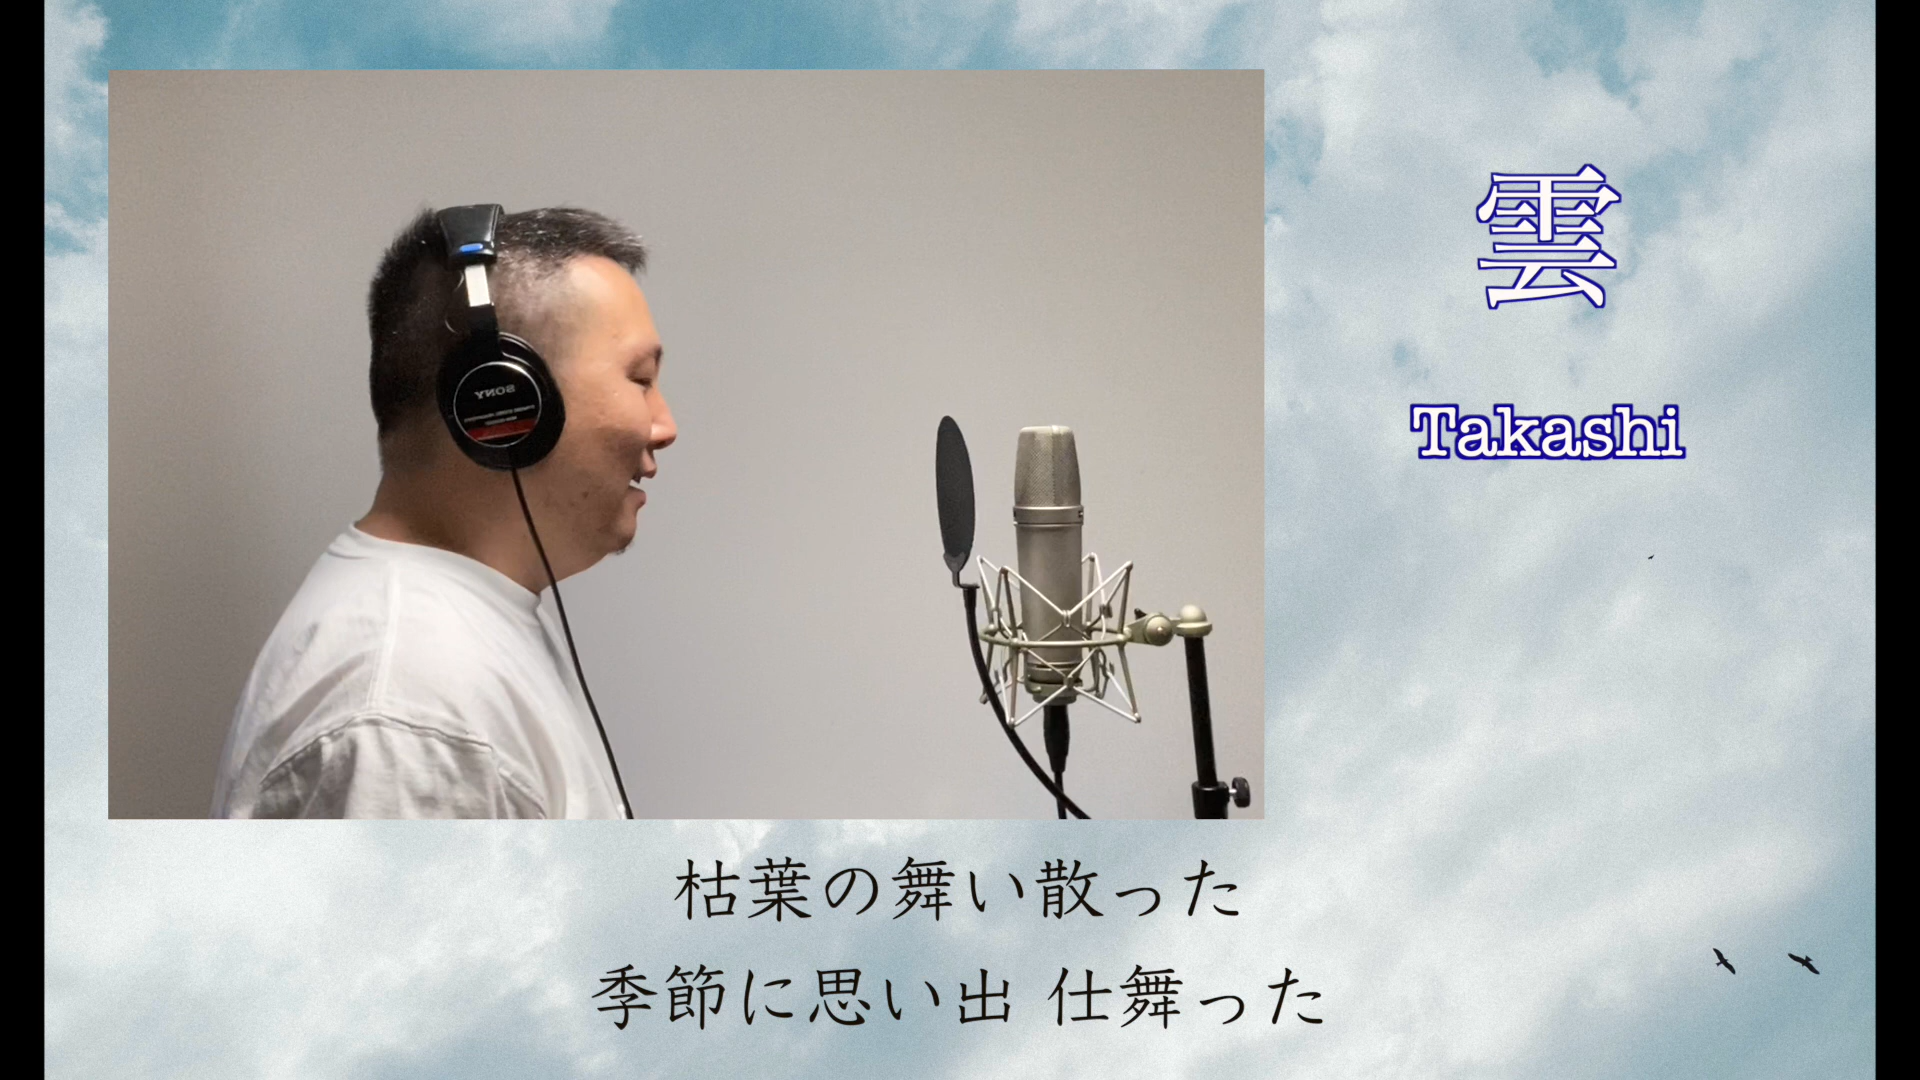 雲
Takashi
SONY
枯葉の舞い散った
季節に思い出 仕舞った